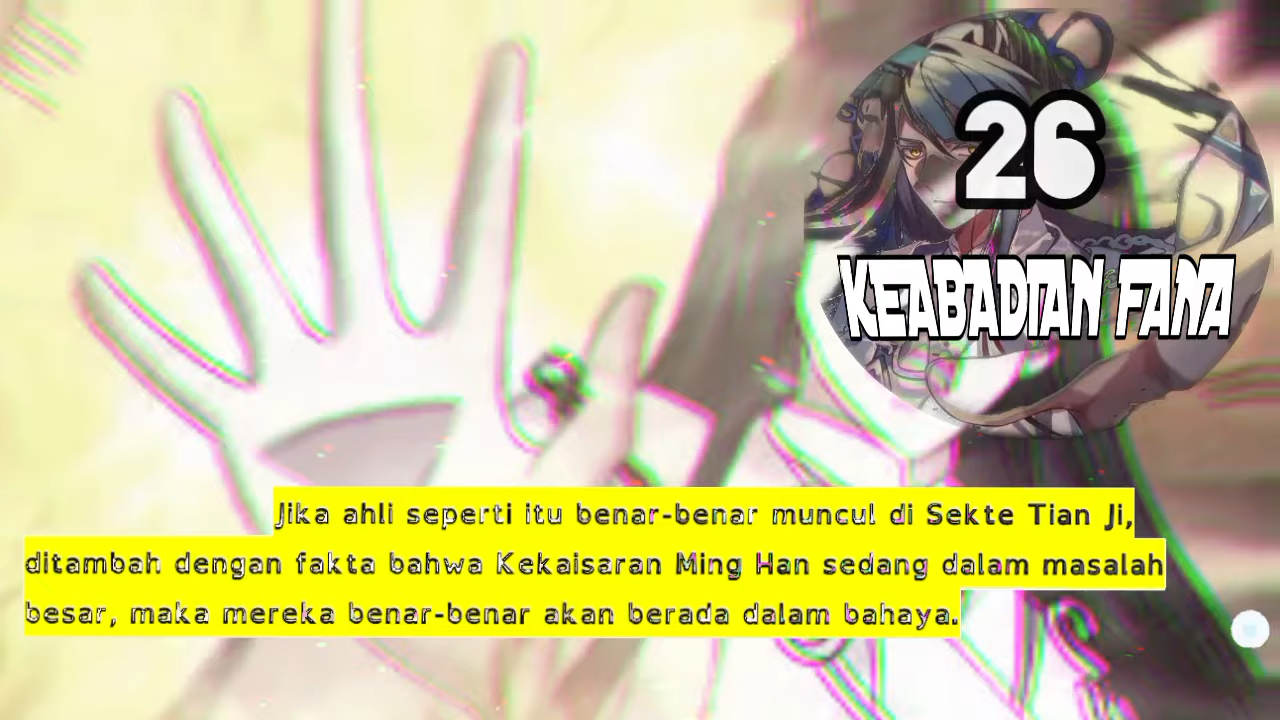 26
KEABADIAN FANA
Jika ahli seperti itu benar-benar muncul di Sekte Tian Ji,
ditambah dengan fakta bahwa Kekaisaran Ming Han sedang dalam masalah
besar, maka mereka benar-benar akan berada dalam bahaya.